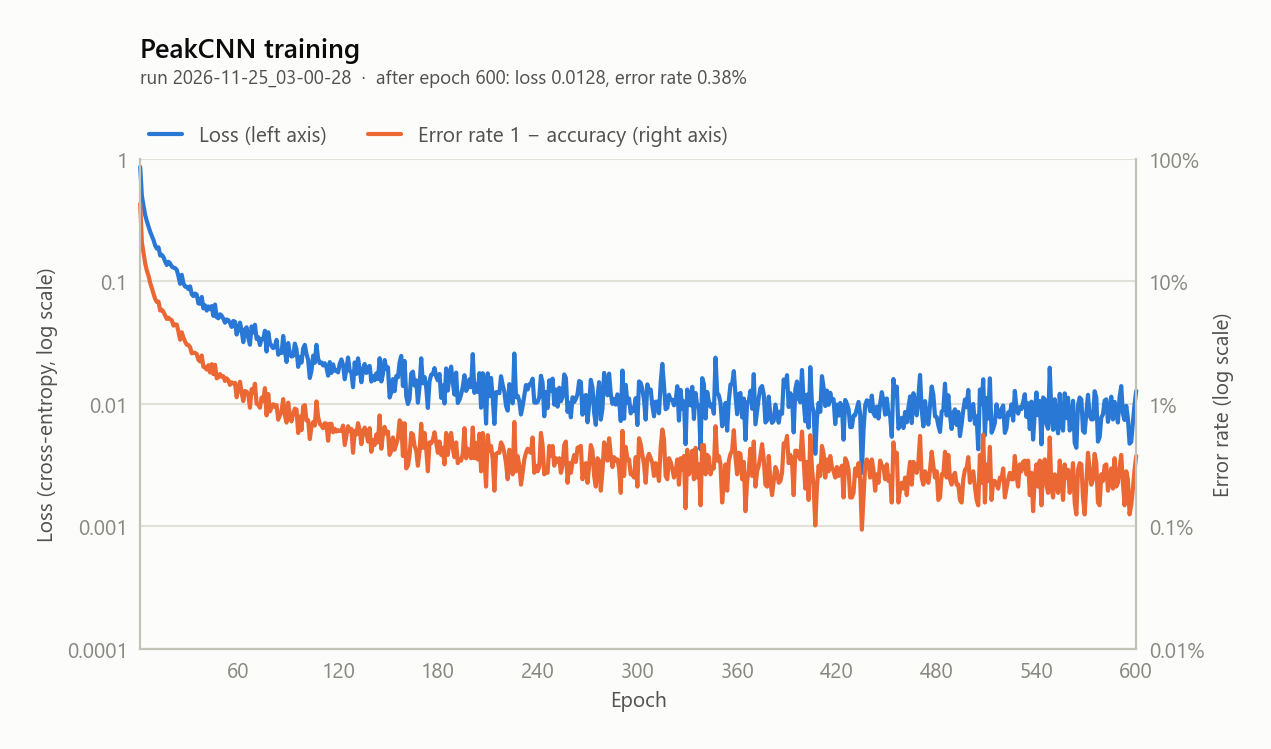 PeakCNN training
run 2026-11-25_03-00-28 · after epoch 600: loss 0.0128, error rate 0.38%
Loss (left axis)
Error rate 1 − accuracy (right axis)
Loss (cross-entropy, log scale)
1
0.1
0.01
0.001
0.0001
100%
10%
1%
0.1%
0.01%
Error rate (log scale)
60 120 180 240 300 360 420 480 540 600
Epoch